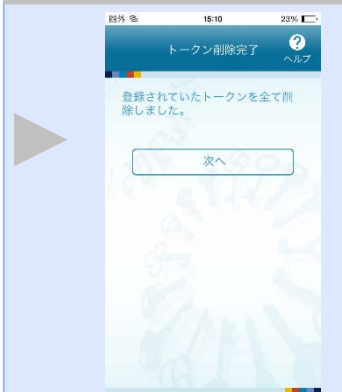 圏外 15:10 23%
トークン削除完了 ?
ヘルプ
登録されていたトークンを全て削
除しました。
次へ